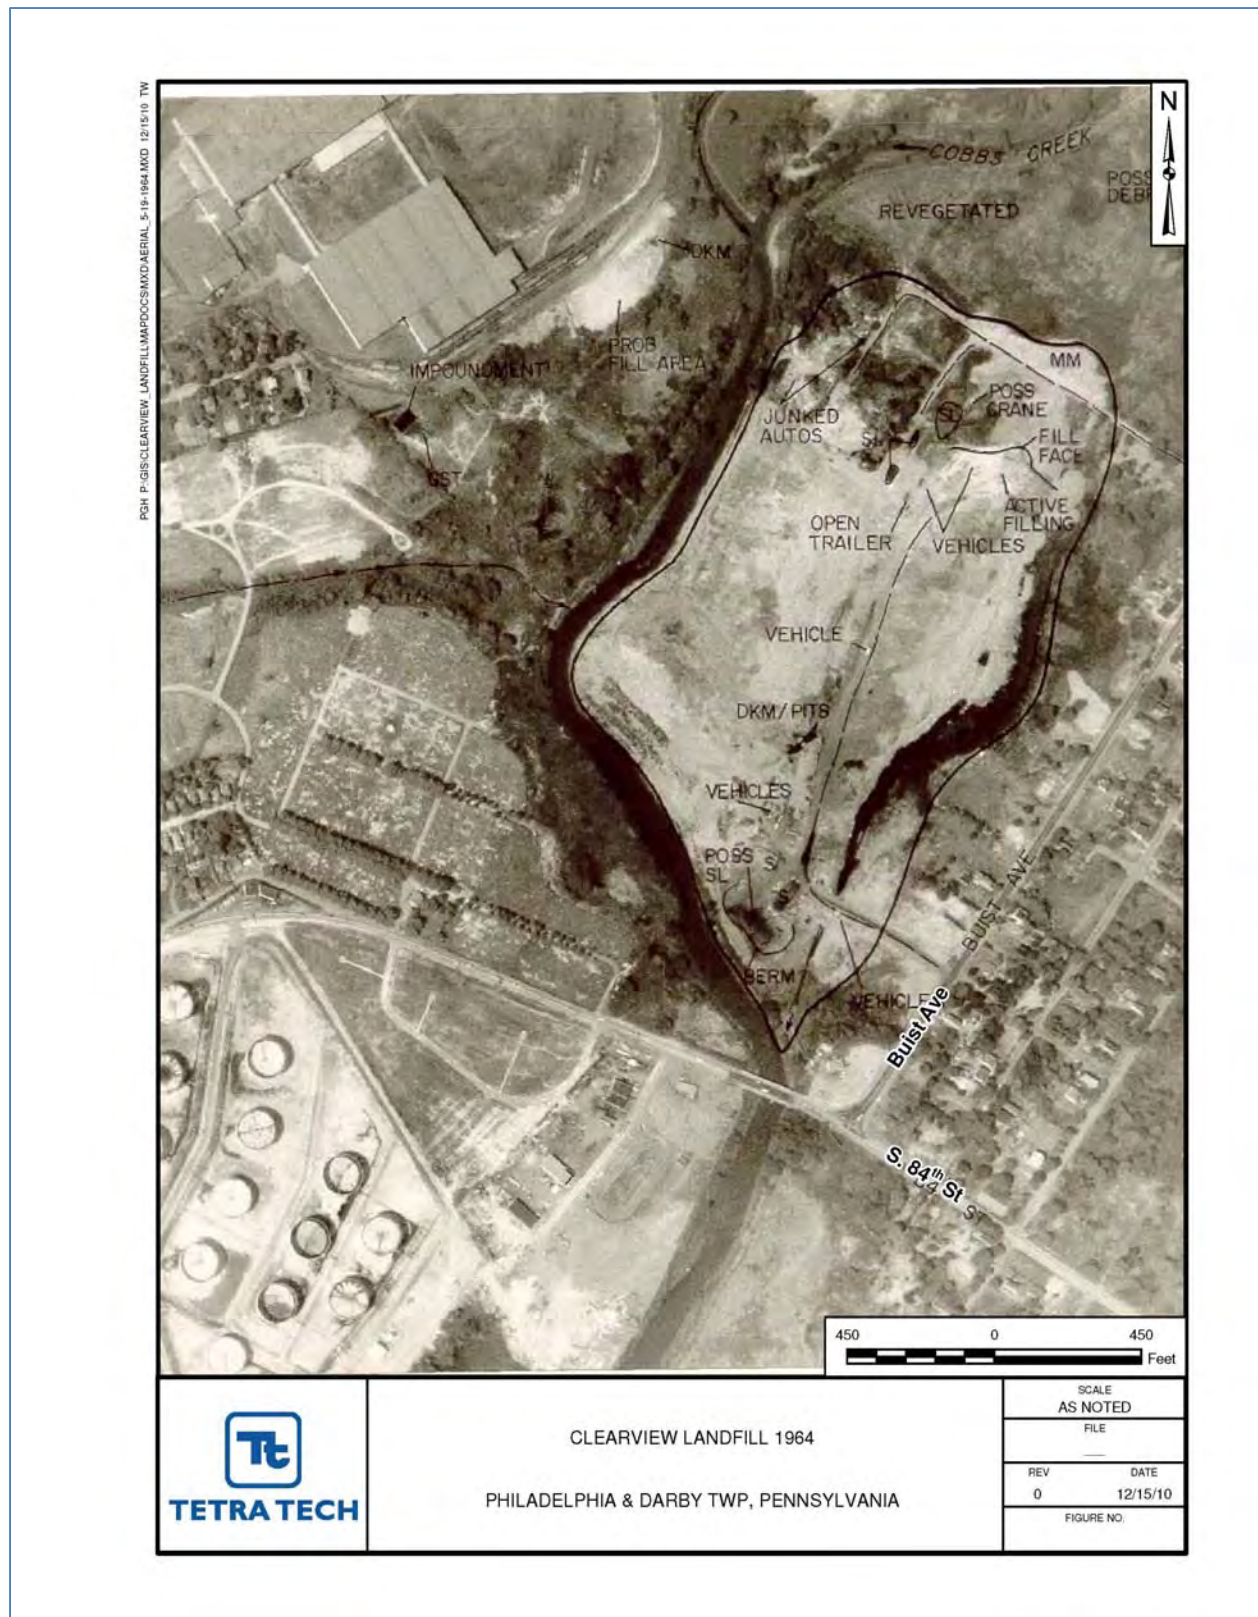 PGH P:\GIS\CLEARVIEW_LANDFILL\MAPDOCS\MXD\AERIAL_5-19-1964.MXD 12/15/10 TW
N
COBBS CREEK
POSS
REVEGETATED
DKM
PROB
FILL AREA
IMPOUNDMENT
GST
MM
JUNKED
AUTOS
POSS
CRANE
SL
SL
FILL
FACE
ACTIVE
FILLING
OPEN
TRAILER
VEHICLES
VEHICLE
DKM/PITS
VEHICLES
POSS
SL
S
S
BERM
VEHICLE
BUIST AVE
Buist Ave
S. 84th St
450 0 450
Feet
TETRA TECH
CLEARVIEW LANDFILL 1964
PHILADELPHIA & DARBY TWP, PENNSYLVANIA
SCALE
AS NOTED
FILE
REV DATE
0 12/15/10
FIGURE NO.